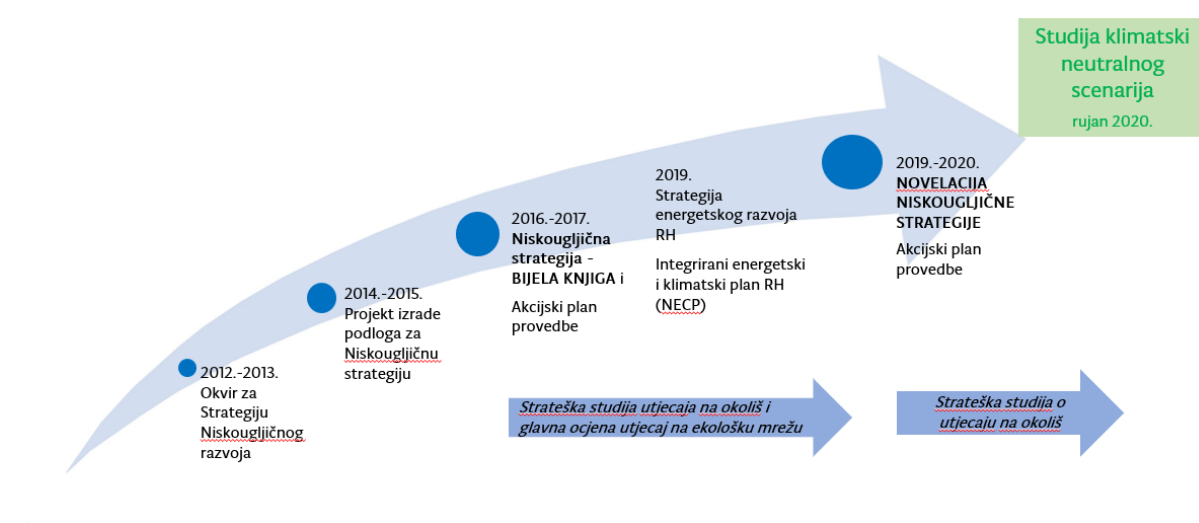 Studija klimatski
neutralnog
scenarija
rujan 2020.
2019.-2020.
NOVELACIJA
NISKOUGLJIČNE
STRATEGIJE
Akcijski plan
provedbe
2019.
Strategija
energetskog razvoja
RH
Integrirani energetski
i klimatski plan RH
(NECP)
2016.-2017.
Niskougljična
strategija -
BIJELA KNJIGA i
Akcijski plan
provedbe
2014.-2015.
Projekt izrade
podloga za
Niskougljičnu
strategiju
2012.-2013.
Okvir za
Strategiju
Niskougljičnog
razvoja
Strateška studija utjecaja na okoliš i
glavna ocjena utjecaj na ekološku mrežu
Strateška studija o
utjecaju na okoliš